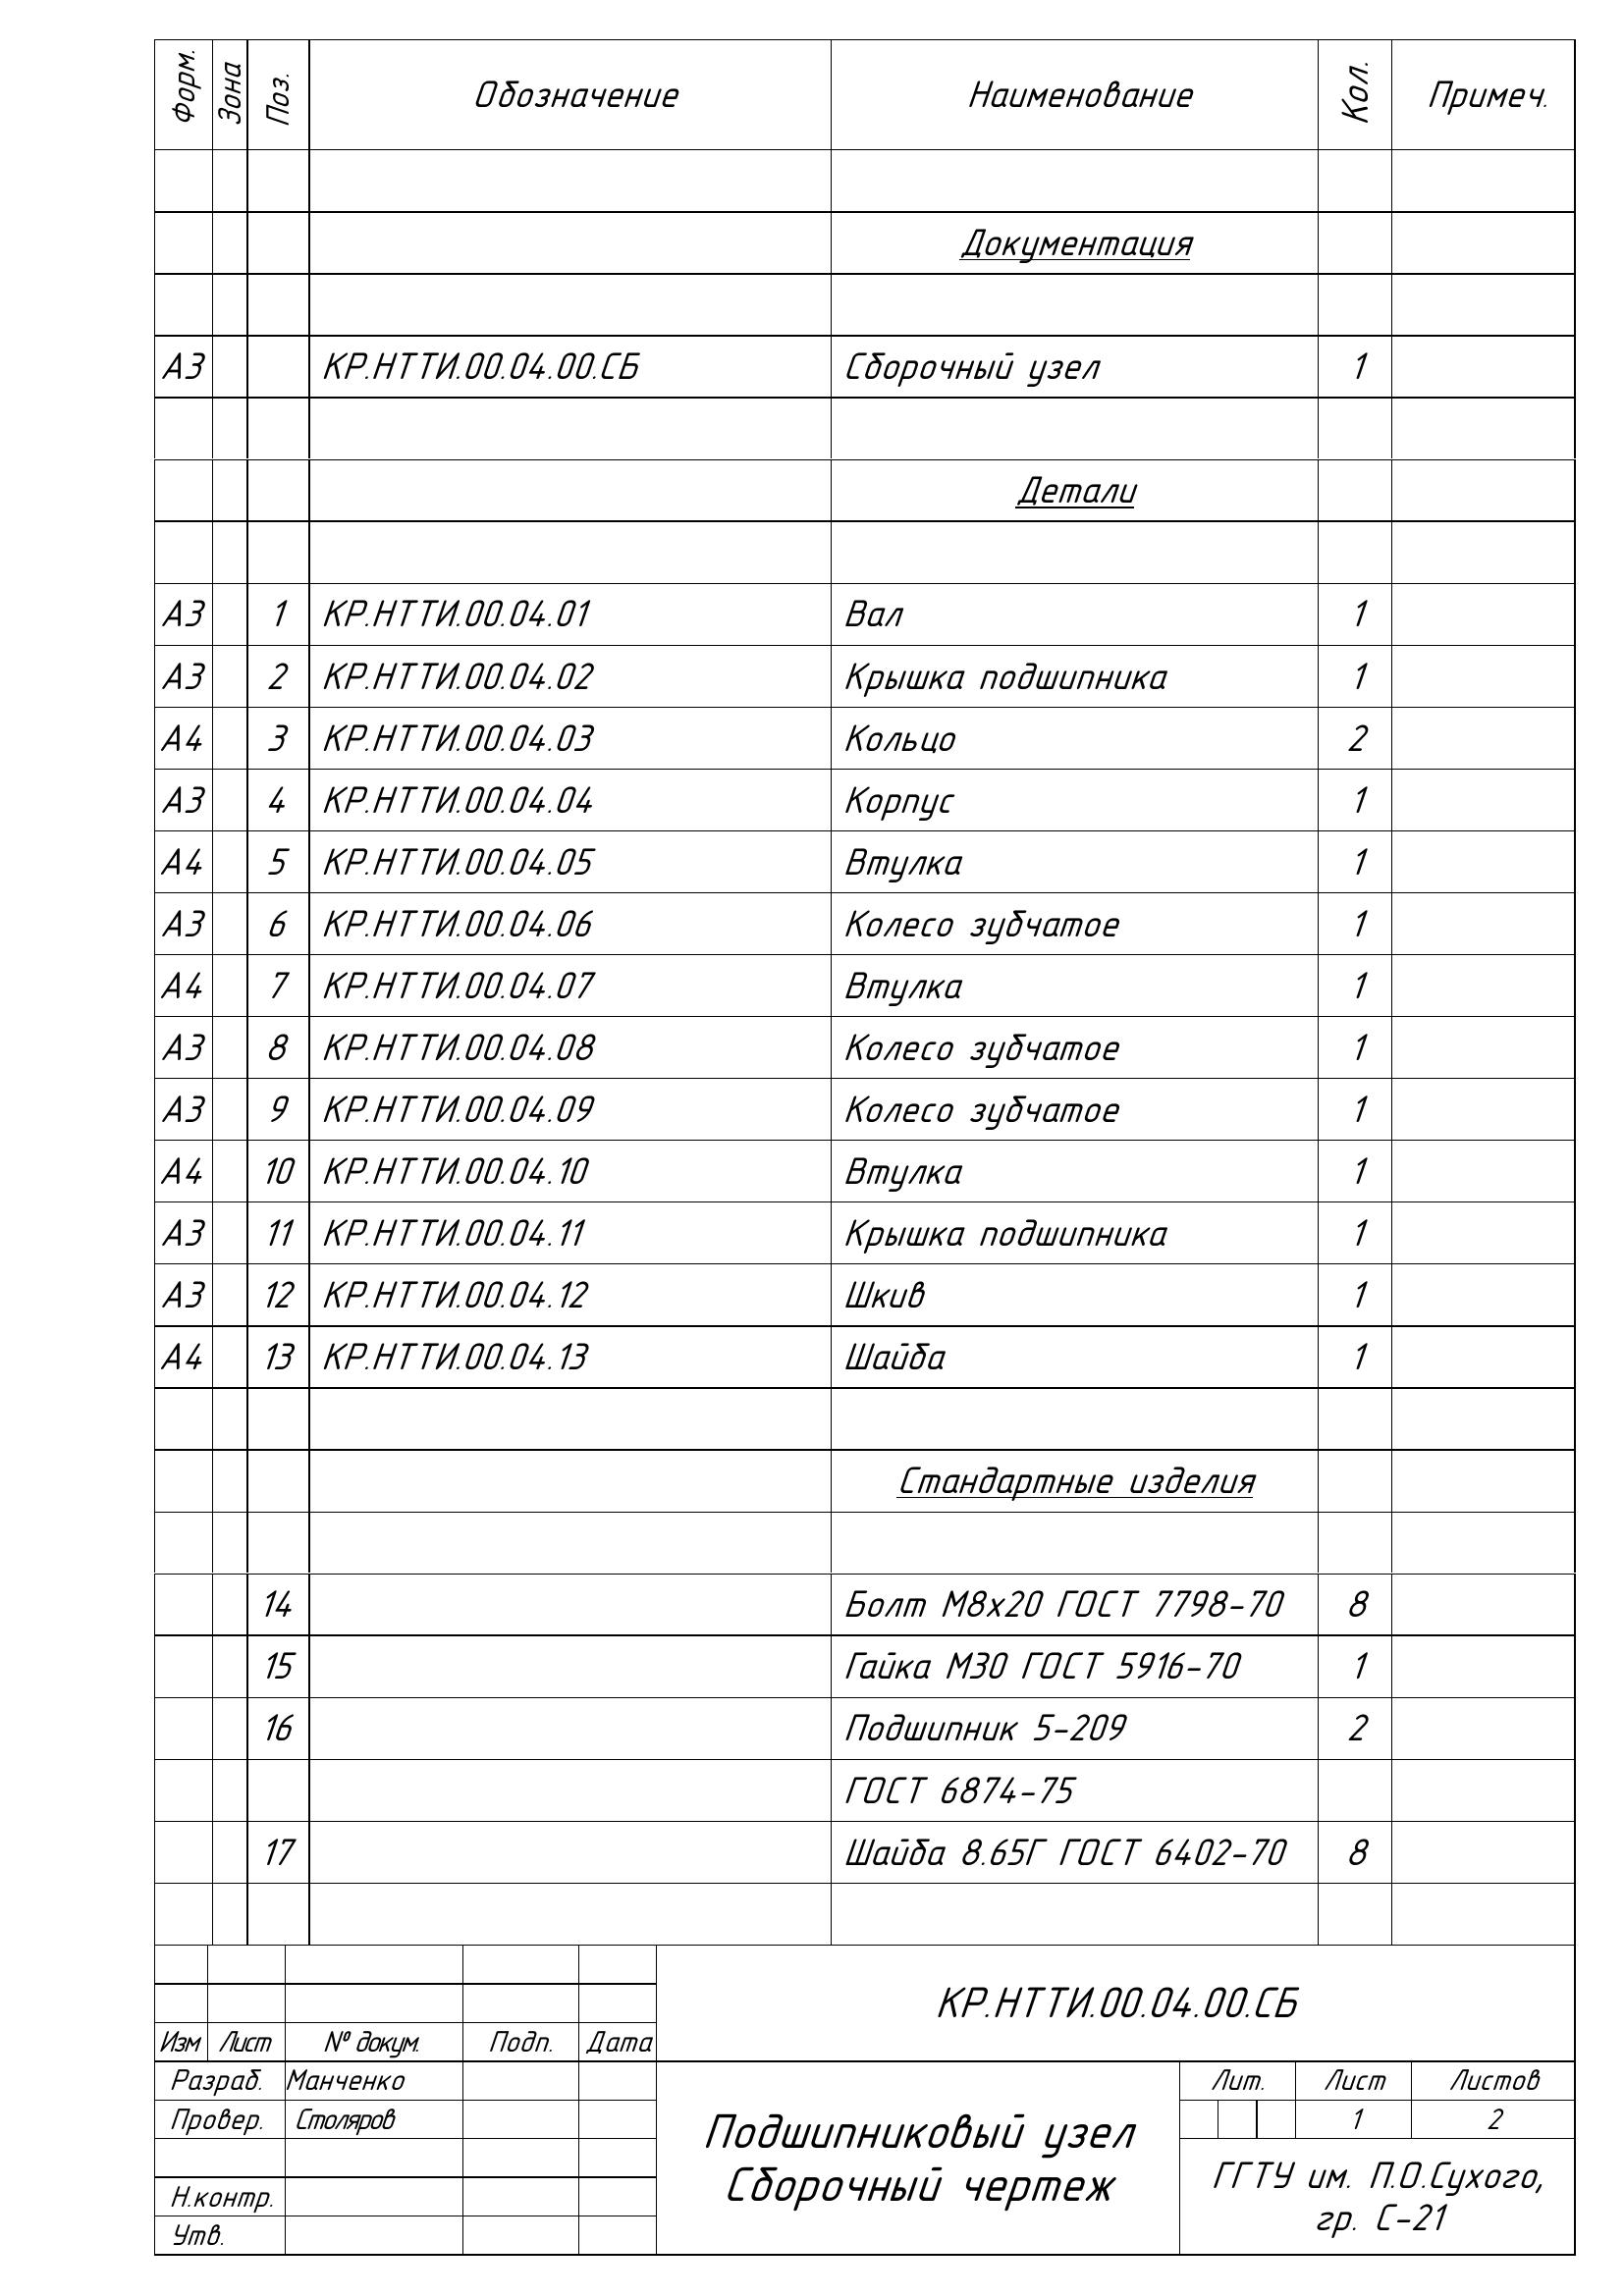 Форм. Зона Поз. Обозначение Наименование Кол. Примеч.
Документация
А3 КР.НТТИ.00.04.00.СБ Сборочный узел 1
Детали
А3 1 КР.НТТИ.00.04.01 Вал 1
А3 2 КР.НТТИ.00.04.02 Крышка подшипника 1
А4 3 КР.НТТИ.00.04.03 Кольцо 2
А3 4 КР.НТТИ.00.04.04 Корпус 1
А4 5 КР.НТТИ.00.04.05 Втулка 1
А3 6 КР.НТТИ.00.04.06 Колесо зубчатое 1
А4 7 КР.НТТИ.00.04.07 Втулка 1
А3 8 КР.НТТИ.00.04.08 Колесо зубчатое 1
А3 9 КР.НТТИ.00.04.09 Колесо зубчатое 1
А4 10 КР.НТТИ.00.04.10 Втулка 1
А3 11 КР.НТТИ.00.04.11 Крышка подшипника 1
А3 12 КР.НТТИ.00.04.12 Шкив 1
А4 13 КР.НТТИ.00.04.13 Шайба 1
Стандартные изделия
14 Болт М8х20 ГОСТ 7798-70 8
15 Гайка М30 ГОСТ 5916-70 1
16 Подшипник 5-209 2
ГОСТ 6874-75
17 Шайба 8.65Г ГОСТ 6402-70 8
КР.НТТИ.00.04.00.СБ
Изм Лист № докум. Подп. Дата
Разраб. Манченко
Провер. Столяров
Н.контр.
Утв.
Подшипниковый узел
Сборочный чертеж
Лит. Лист Листов
1 2
ГГТУ им. П.О.Сухого,
гр. С-21